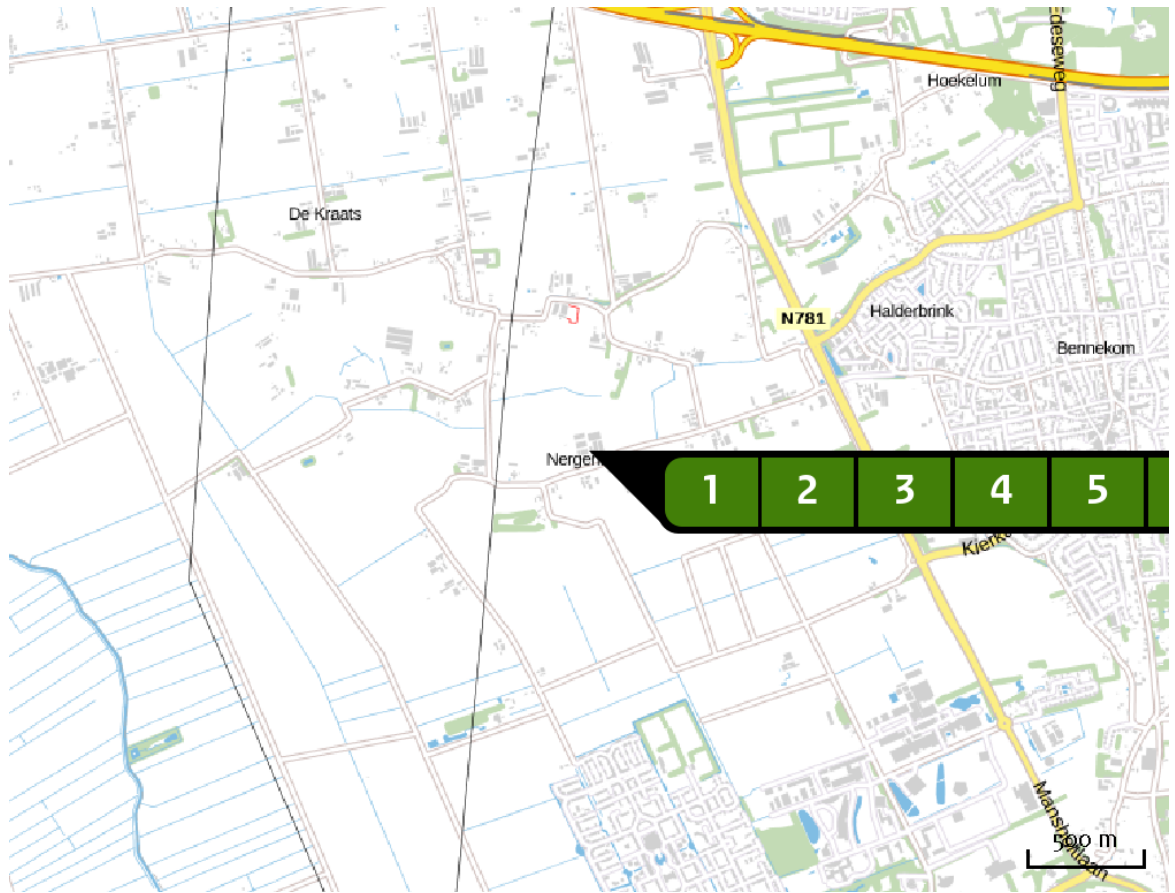 Edeseweg
Hoekelum
De Kraats
N781
Halderbrink
Bennekom
1 2 3 4 5
500 m